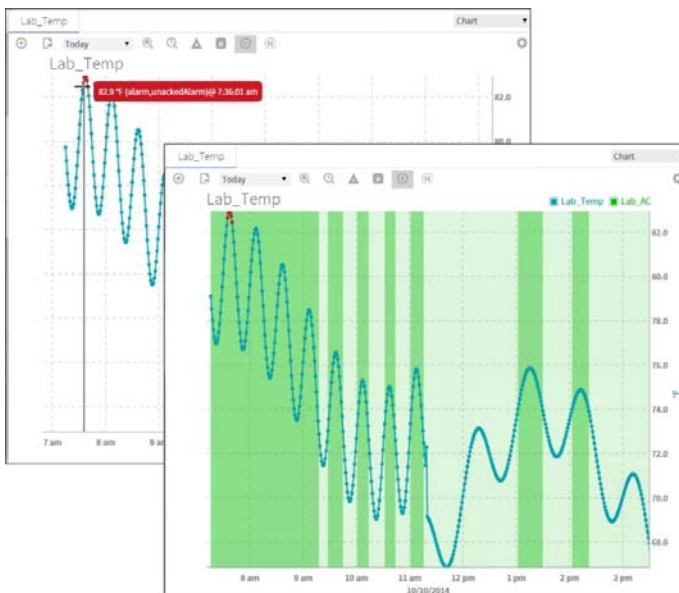 Lab_Temp
Chart
Today
Lab_Temp
82.9 °F (alarm,unackedAlarm)@ 7:36:01 am
82.0
80.0
7 am
8 am
Lab_Temp
Chart
Today
Lab_Temp
Lab_Temp
Lab_AC
82.0
80.0
78.0
76.0
74.0
72.0
70.0
68.0
°F
8 am
9 am
10 am
11 am
12 pm
1 pm
2 pm
3 pm
10/10/2014